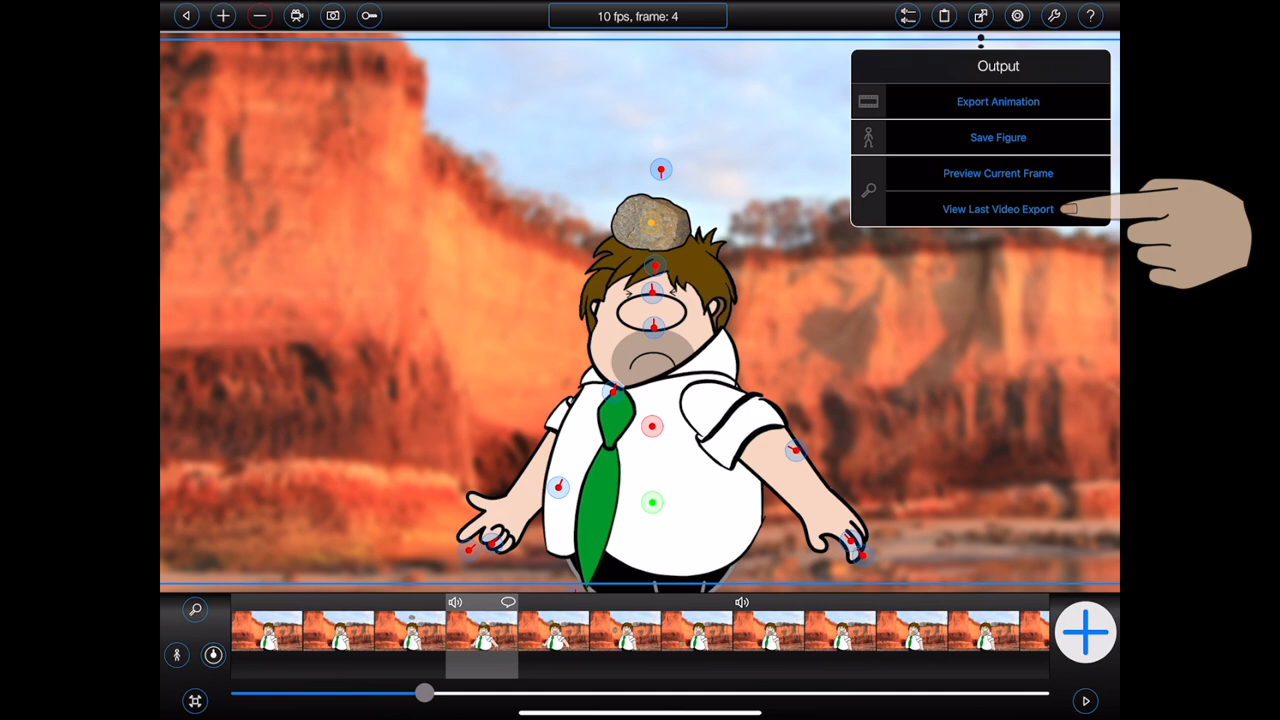 10 fps, frame: 4
?
Output
Export Animation
Save Figure
Preview Current Frame
View Last Video Export